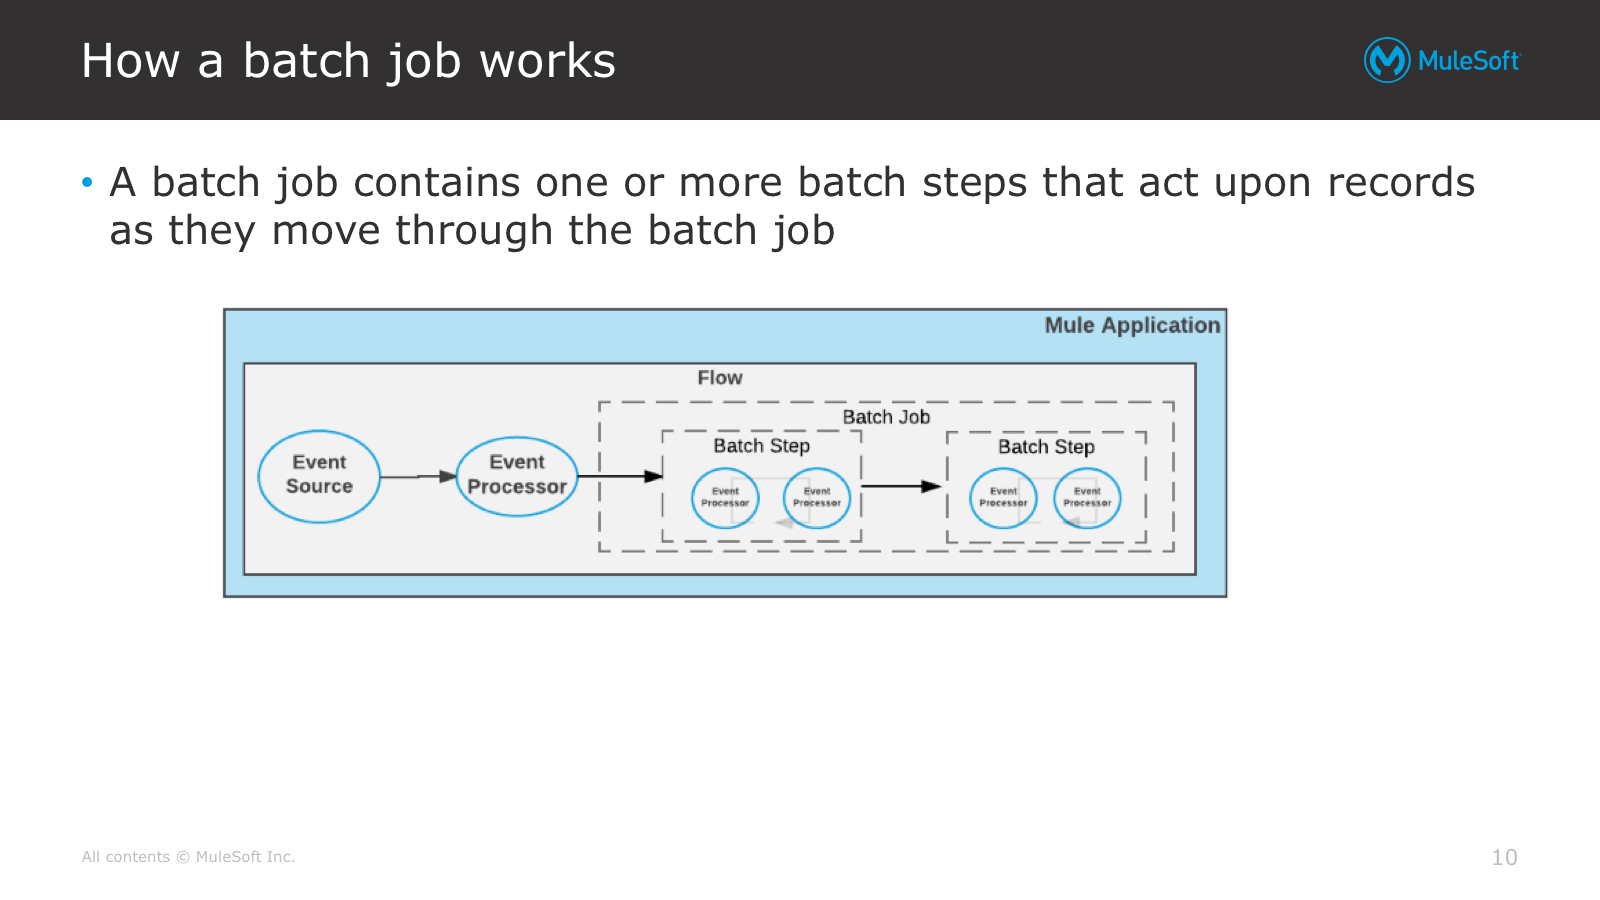 How a batch job works
MuleSoft
• A batch job contains one or more batch steps that act upon records
as they move through the batch job
Mule Application
Flow
Batch Job
Batch Step
Batch Step
Event
Source
Event
Processor
Event
Processor
Event
Processor
Event
Processor
Event
Processor
All contents © MuleSoft Inc.
10